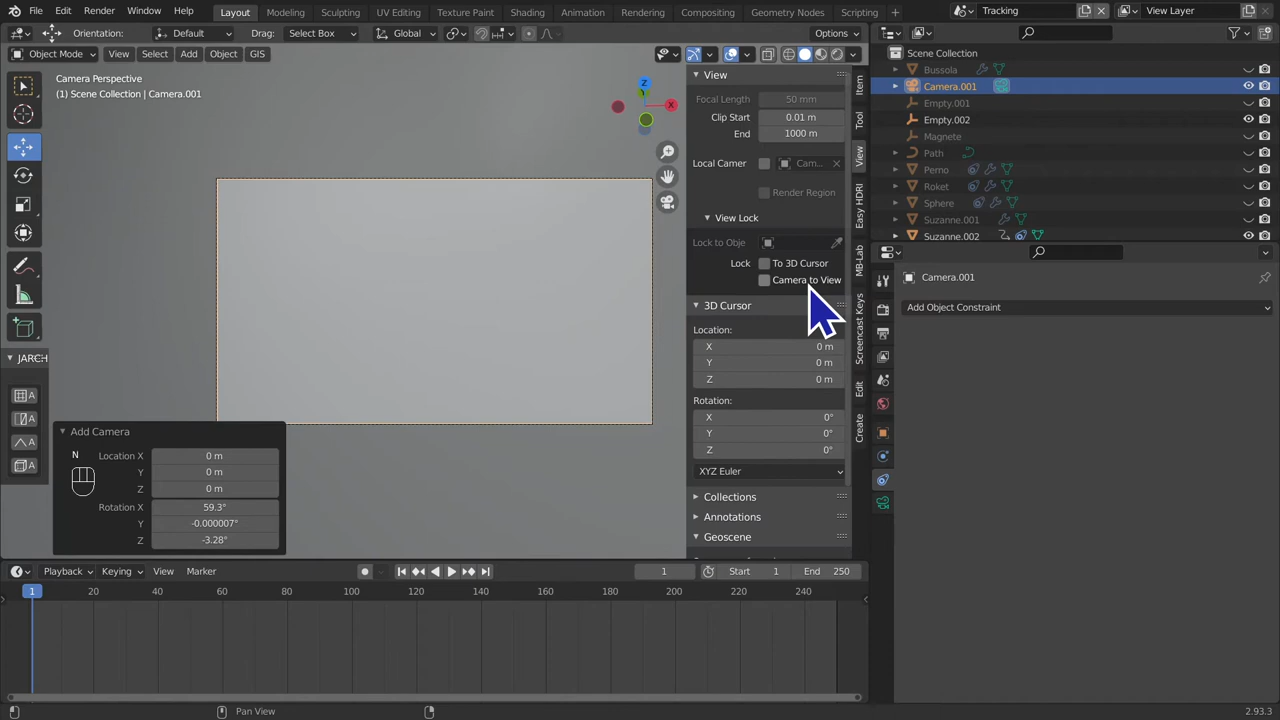 File Edit Render Window Help Layout Modeling Sculpting UV Editing Texture Paint Shading Animation Rendering Compositing Geometry Nodes Scripting + Tracking View Layer
Orientation: Default Drag: Select Box Global Options
Object Mode View Select Add Object GIS
Camera Perspective
(1) Scene Collection | Camera.001
Z
X
JARCH
A
A
A
A
Add Camera
Location X 0 m
Y 0 m
Z 0 m
Rotation X 59.3°
Y -0.000007°
Z -3.28°
N
View
Focal Length 50 mm
Clip Start 0.01 m
End 1000 m
Local Camer Cam...
Render Region
View Lock
Lock to Obje
Lock To 3D Cursor
Camera to View
3D Cursor
Location:
X 0 m
Y 0 m
Z 0 m
Rotation:
X 0°
Y 0°
Z 0°
XYZ Euler
Collections
Annotations
Geoscene
Item
Tool
View
Easy HDRI
MB-Lab
Screencast Keys
Edit
Create
Scene Collection
Bussola
Camera.001
Empty.001
Empty.002
Magnete
Path
Perno
Roket
Sphere
Suzanne.001
Suzanne.002
Camera.001
Add Object Constraint
Playback Keying View Marker 1 Start 1 End 250
1 20 40 60 80 100 120 140 160 180 200 220 240
Pan View 2.93.3